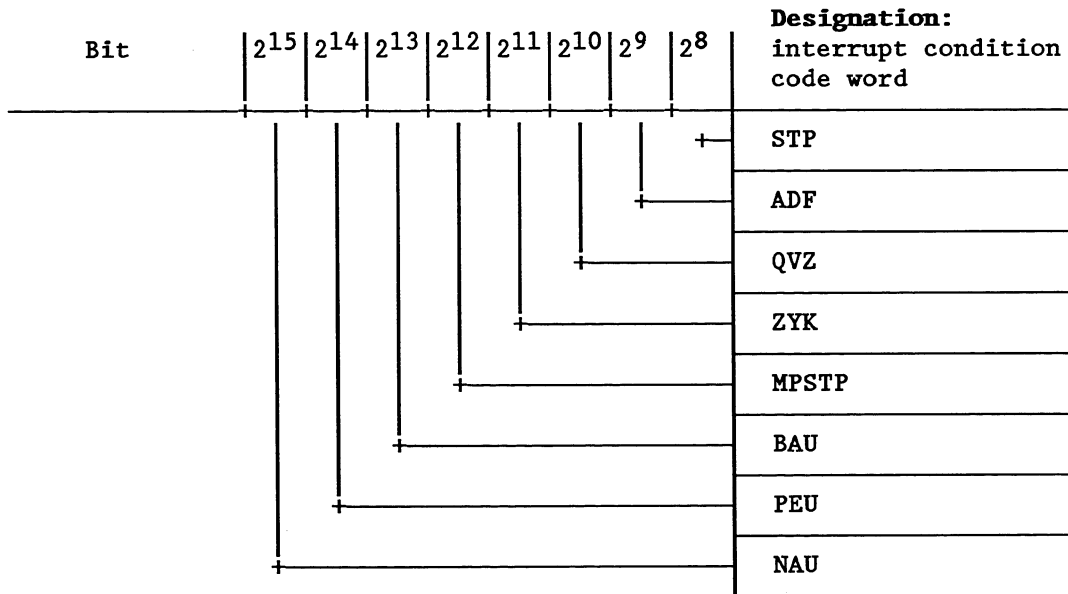 Designation:
Bit 2^15 2^14 2^13 2^12 2^11 2^10 2^9 2^8 interrupt condition
code word
STP
ADF
QVZ
ZYK
MPSTP
BAU
PEU
NAU